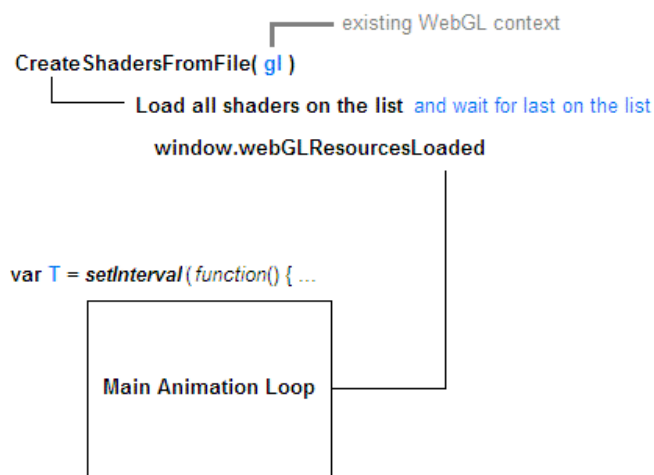 existing WebGL context
CreateShadersFromFile( gl )
Load all shaders on the list and wait for last on the list
window.webGLResourcesLoaded
var T = setInterval(function() { ...
Main Animation Loop